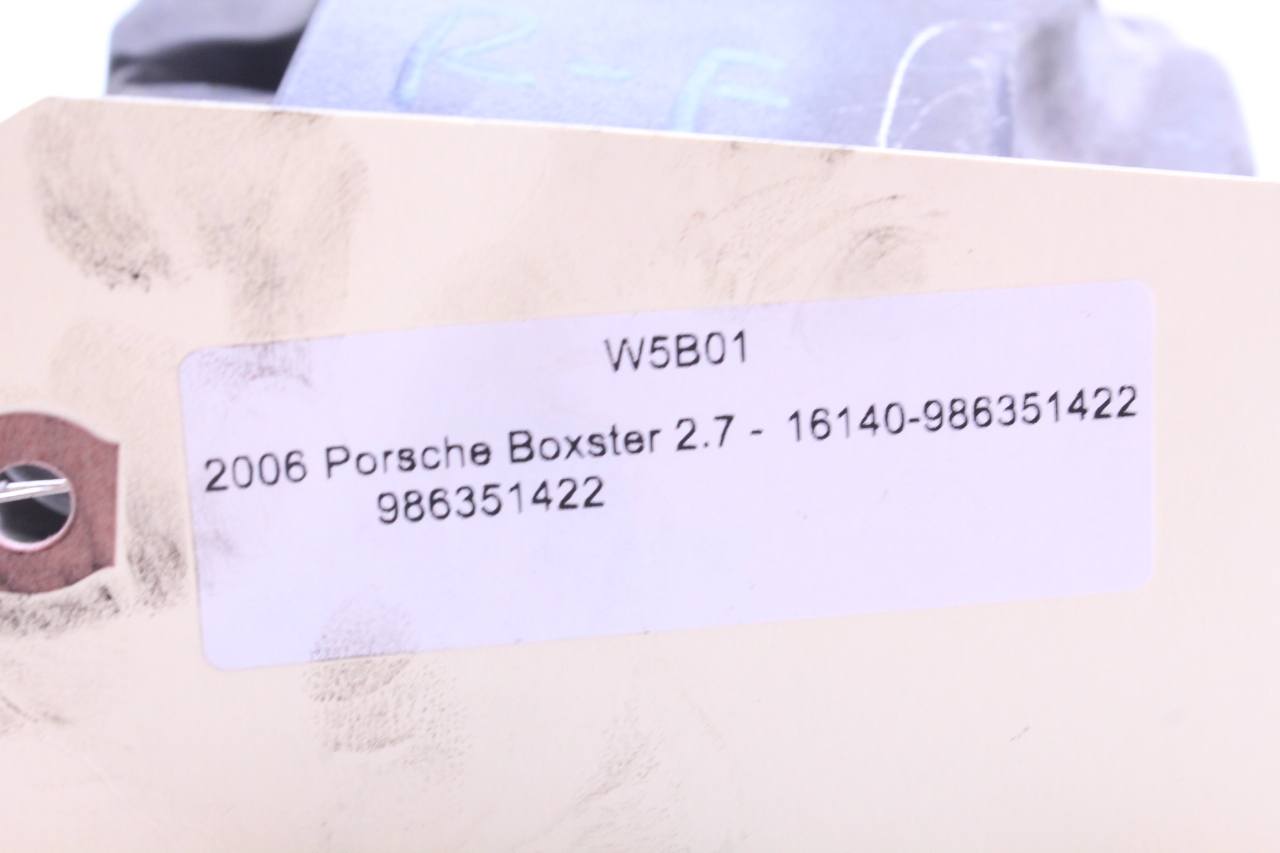 R-F
W5B01
2006 Porsche Boxster 2.7 - 16140-986351422
986351422